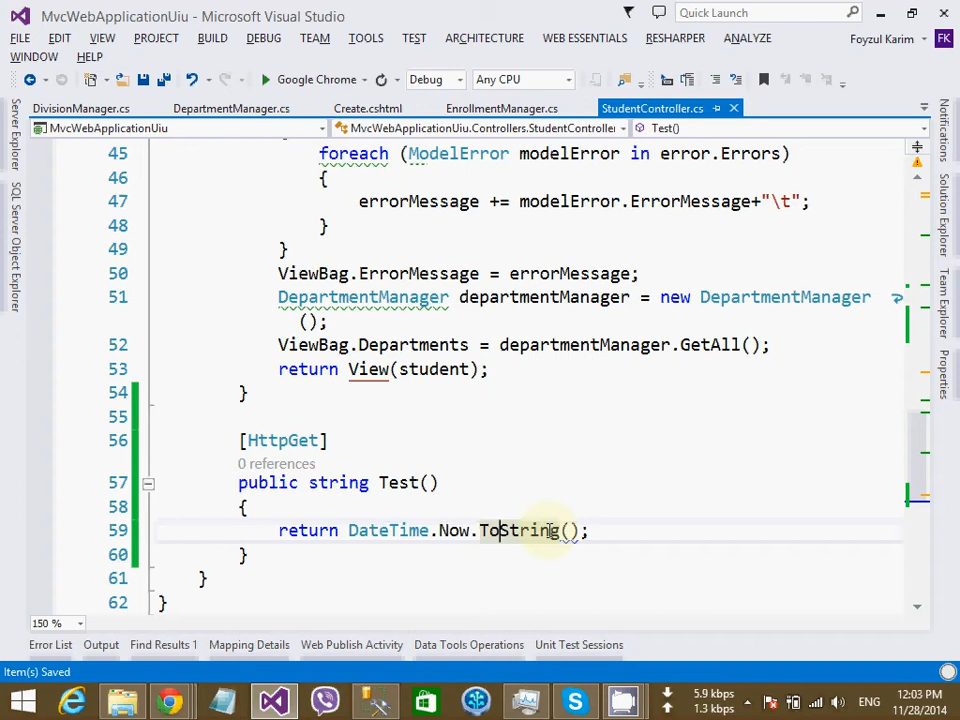 MvcWebApplicationUiu - Microsoft Visual Studio
Quick Launch
FILE EDIT VIEW PROJECT BUILD DEBUG TEAM TOOLS TEST ARCHITECTURE WEB ESSENTIALS RESHARPER ANALYZE
Foyzul Karim FK
WINDOW HELP
Google Chrome Debug Any CPU
DivisionManager.cs DepartmentManager.cs Create.cshtml EnrollmentManager.cs StudentController.cs
MvcWebApplicationUiu MvcWebApplicationUiu.Controllers.StudentController Test()
Server Explorer
SQL Server Object Explorer
Notifications
Solution Explorer
Team Explorer
Properties
45 foreach (ModelError modelError in error.Errors)
46 {
47 errorMessage += modelError.ErrorMessage+"\t";
48 }
49 }
50 ViewBag.ErrorMessage = errorMessage;
51 DepartmentManager departmentManager = new DepartmentManager
();
52 ViewBag.Departments = departmentManager.GetAll();
53 return View(student);
54 }
55
56 [HttpGet]
0 references
57 public string Test()
58 {
59 return DateTime.Now.ToString();
60 }
61 }
62 }
150 %
Error List Output Find Results 1 Mapping Details Web Publish Activity Data Tools Operations Unit Test Sessions
Item(s) Saved
5.9 kbps
1.3 kbps
ENG
12:03 PM
11/28/2014